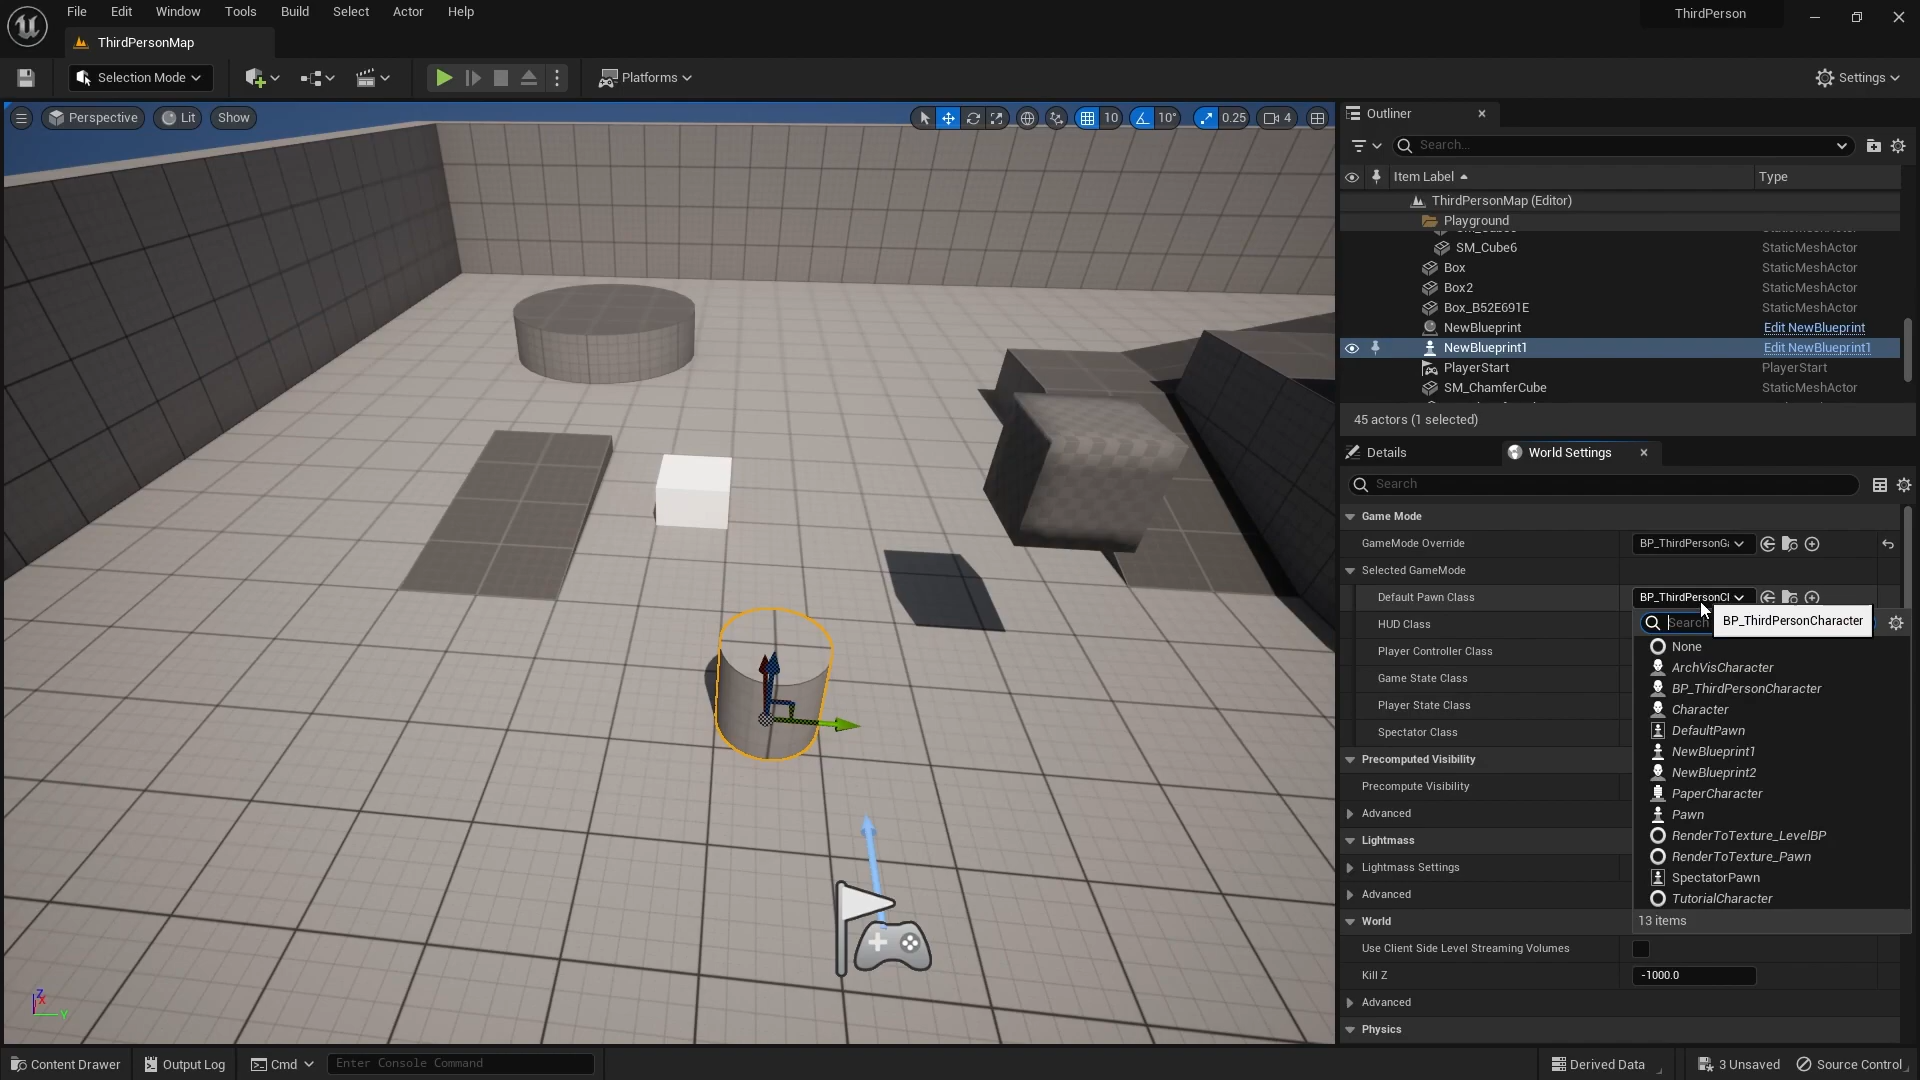 File Edit Window Tools Build Select Actor Help
ThirdPerson
ThirdPersonMap
Selection Mode
Platforms
Settings
Perspective Lit Show
10 10° 0.25 4
Outliner
Search...
Item Label Type
ThirdPersonMap (Editor)
Playground
SM_Cube6 StaticMeshActor
Box StaticMeshActor
Box2 StaticMeshActor
Box_B52E691E StaticMeshActor
NewBlueprint Edit NewBlueprint
NewBlueprint1 Edit NewBlueprint1
PlayerStart PlayerStart
SM_ChamferCube StaticMeshActor
45 actors (1 selected)
Details World Settings
Search
Game Mode
GameMode Override BP_ThirdPersonGa
Selected GameMode
Default Pawn Class BP_ThirdPersonCl
HUD Class
Search
BP_ThirdPersonCharacter
Player Controller Class
Game State Class
Player State Class
Spectator Class
None
ArchVisCharacter
BP_ThirdPersonCharacter
Character
DefaultPawn
NewBlueprint1
NewBlueprint2
PaperCharacter
Pawn
RenderToTexture_LevelBP
RenderToTexture_Pawn
SpectatorPawn
TutorialCharacter
13 items
Precomputed Visibility
Precompute Visibility
Advanced
Lightmass
Lightmass Settings
Advanced
World
Use Client Side Level Streaming Volumes
Kill Z -1000.0
Advanced
Physics
Z
X
Y
Content Drawer Output Log Cmd Enter Console Command Derived Data 3 Unsaved Source Control